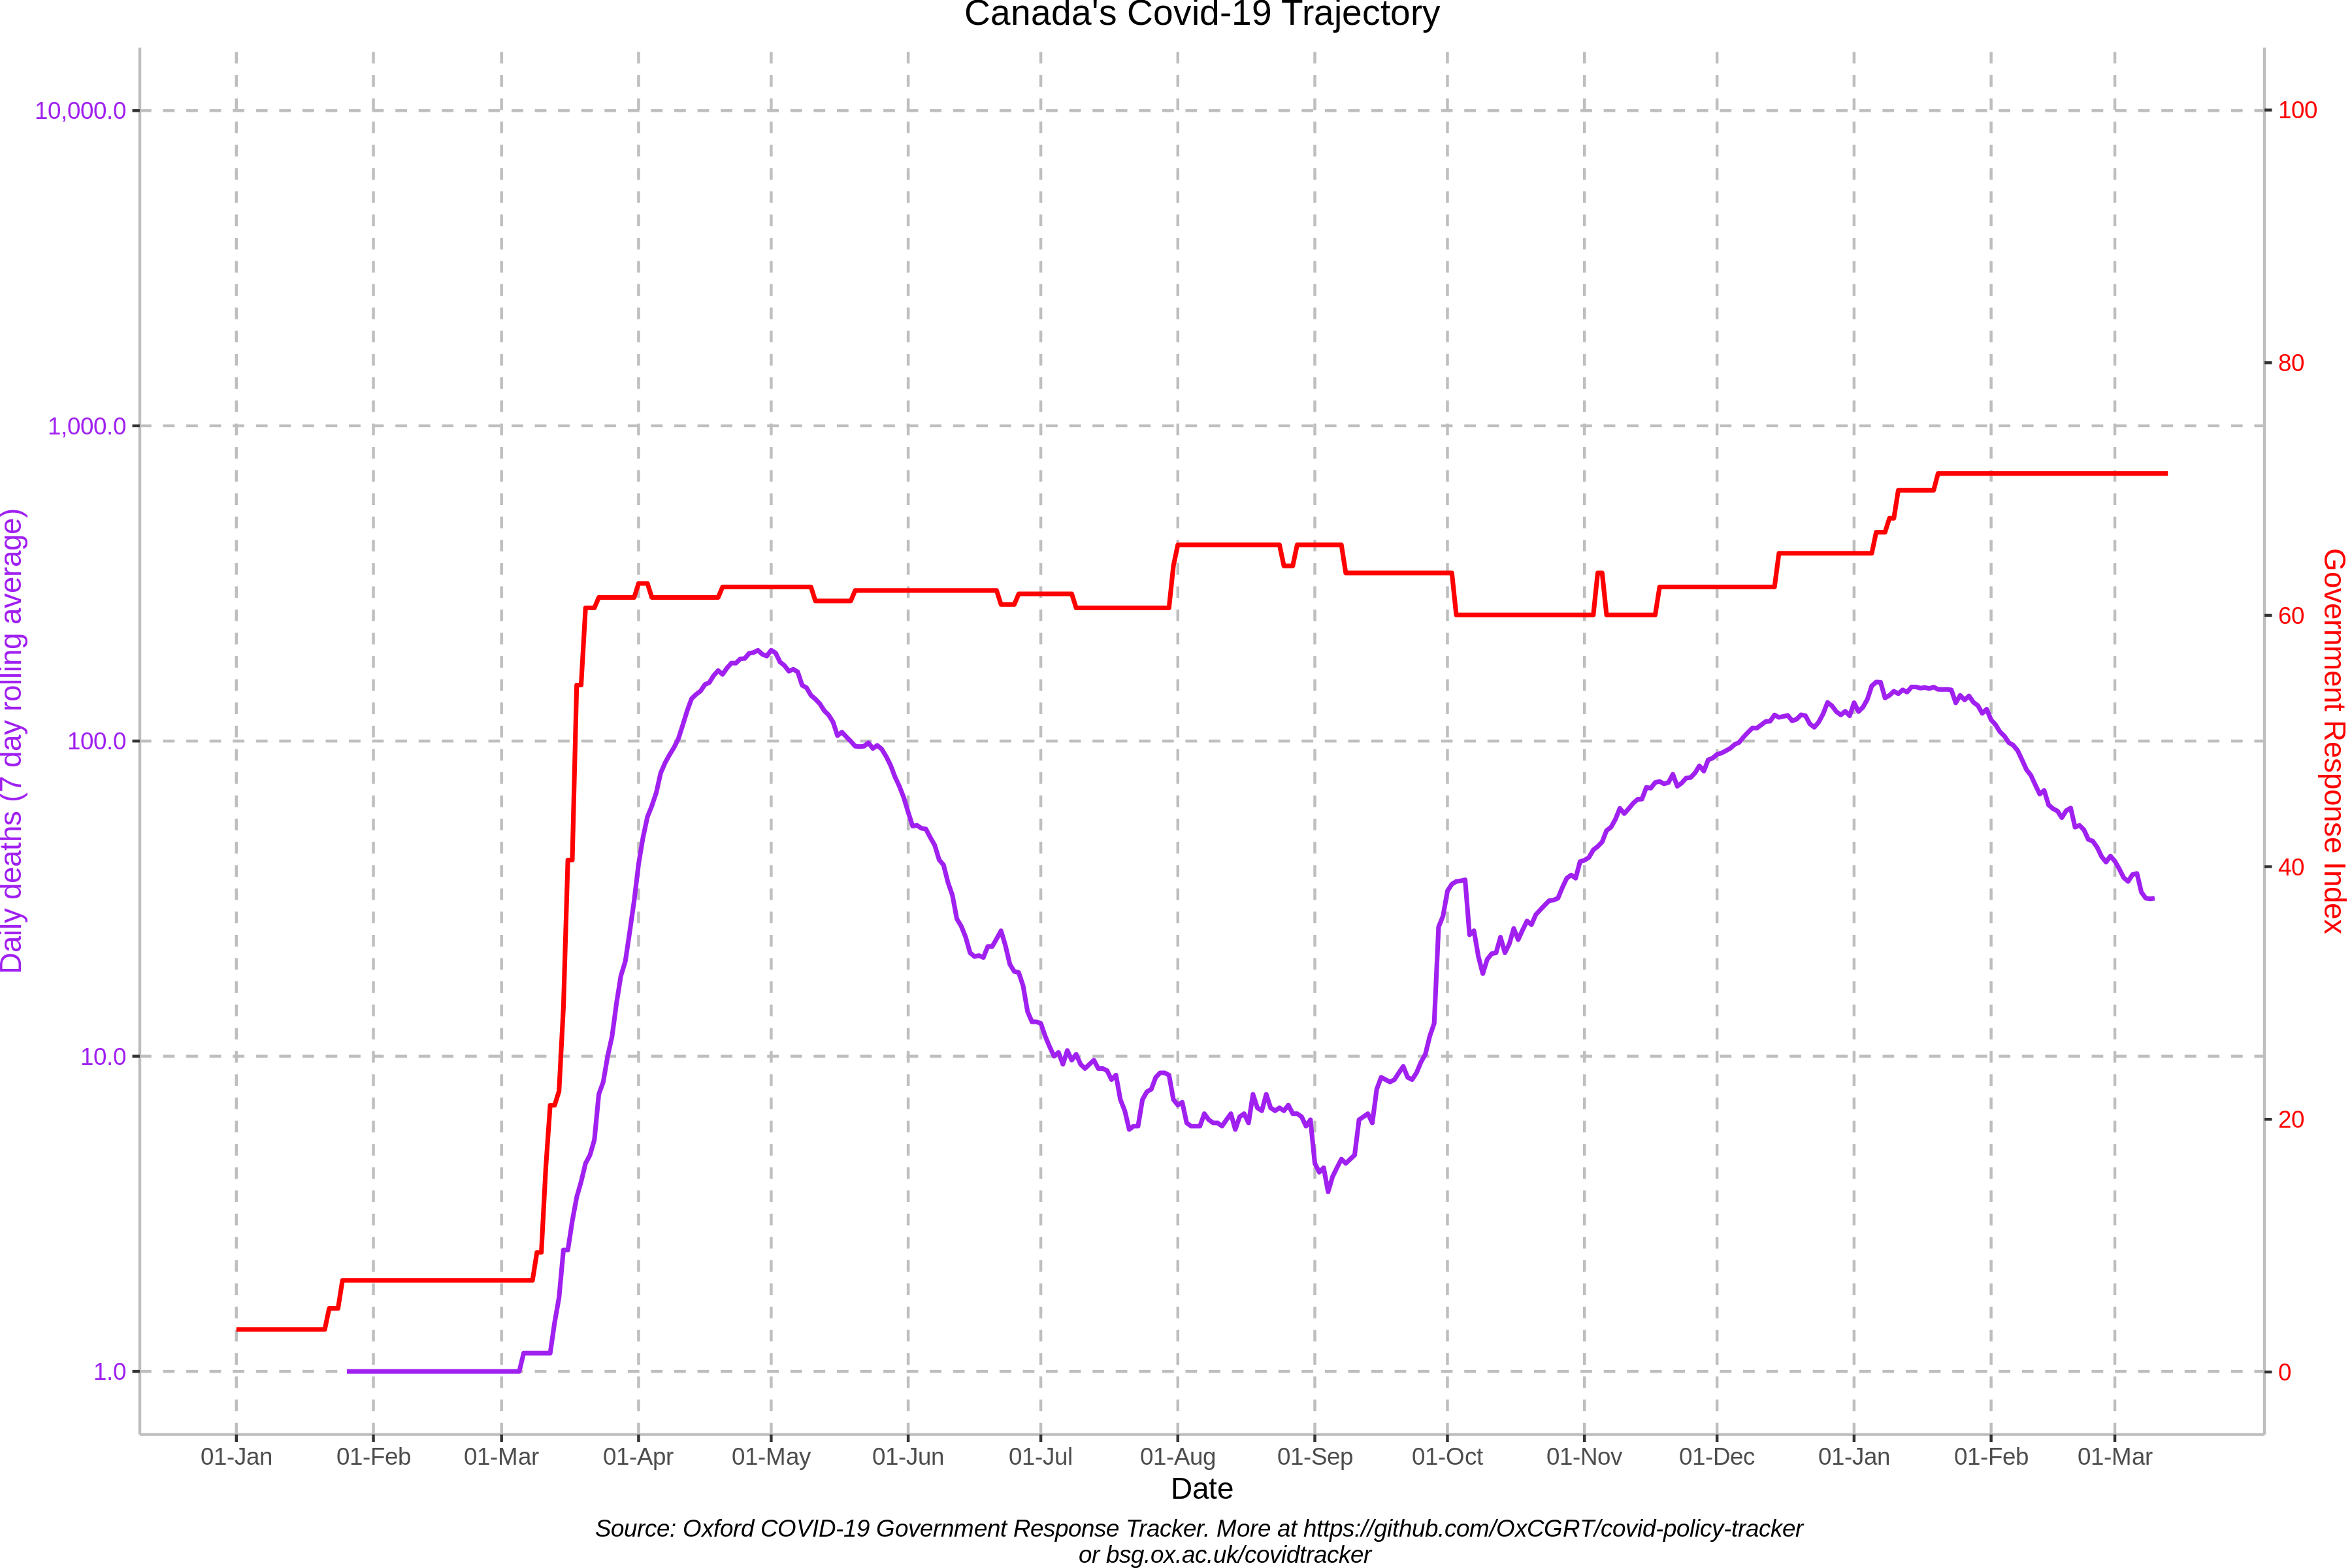 Canada's Covid-19 Trajectory
10,000.0
1,000.0
100.0
10.0
1.0
Daily deaths (7 day rolling average)
100
80
60
40
20
0
Government Response Index
01-Jan 01-Feb 01-Mar 01-Apr 01-May 01-Jun 01-Jul 01-Aug 01-Sep 01-Oct 01-Nov 01-Dec 01-Jan 01-Feb 01-Mar
Date
Source: Oxford COVID-19 Government Response Tracker. More at https://github.com/OxCGRT/covid-policy-tracker
or bsg.ox.ac.uk/covidtracker